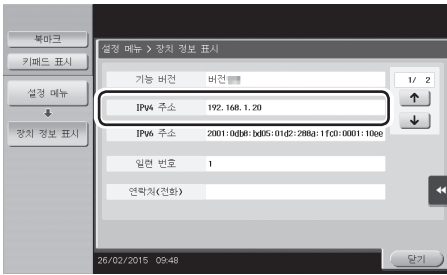 북마크
키패드 표시
설정 메뉴
장치 정보 표시
설정 메뉴 > 장치 정보 표시
기능 버전 버전
IPv4 주소 192.168.1.20
IPv6 주소 2001:0db8:bd05:01d2:288a:1fc0:0001:10ee
일련 번호 1
연락처(전화)
1/ 2
26/02/2015 09:48
닫기